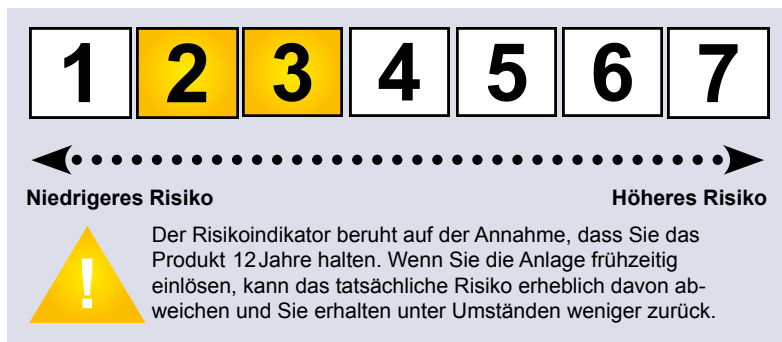 1 2 3 4 5 6 7
Niedrigeres Risiko Höheres Risiko
! Der Risikoindikator beruht auf der Annahme, dass Sie das
Produkt 12 Jahre halten. Wenn Sie die Anlage frühzeitig
einlösen, kann das tatsächliche Risiko erheblich davon ab-
weichen und Sie erhalten unter Umständen weniger zurück.